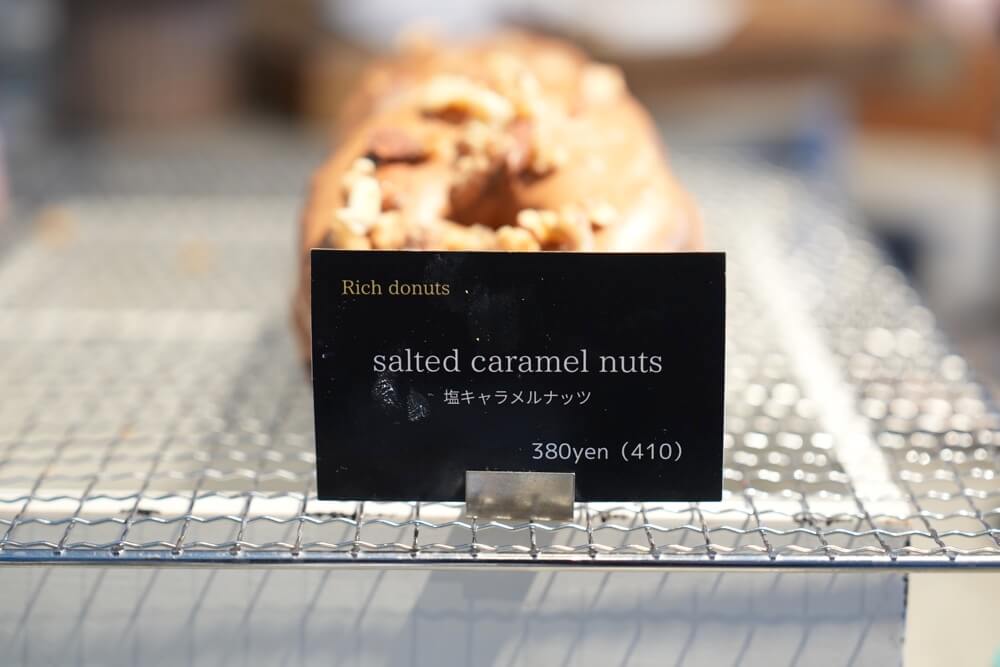 Rich donuts
salted caramel nuts
塩キャラメルナッツ
380yen（410）